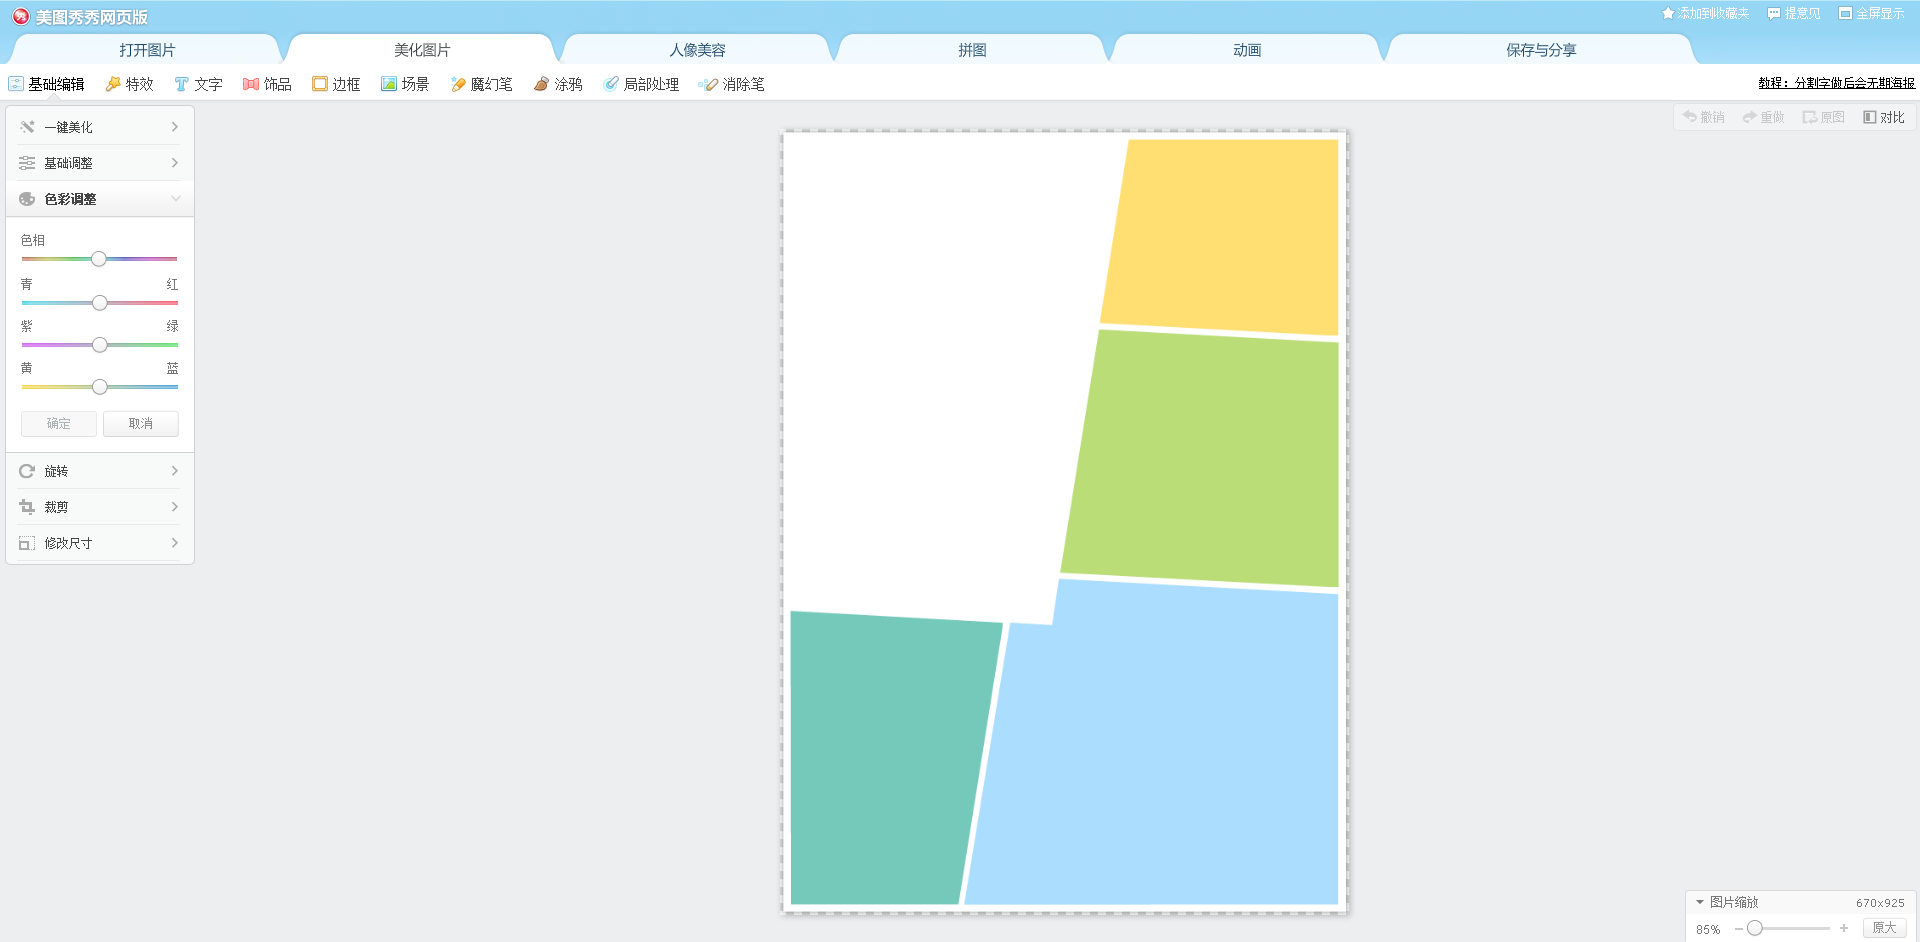 美图秀秀网页版
添加到收藏夹 提意见 全屏显示
打开图片 美化图片 人像美容 拼图 动画 保存与分享
基础编辑 特效 文字 饰品 边框 场景 魔幻笔 涂鸦 局部处理 消除笔
教程：分割字做后会无期海报
撤销 重做 原图 对比
一键美化
基础调整
色彩调整
色相
青 红
紫 绿
黄 蓝
确定 取消
旋转
裁剪
修改尺寸
图片缩放 670x925
85% 原大